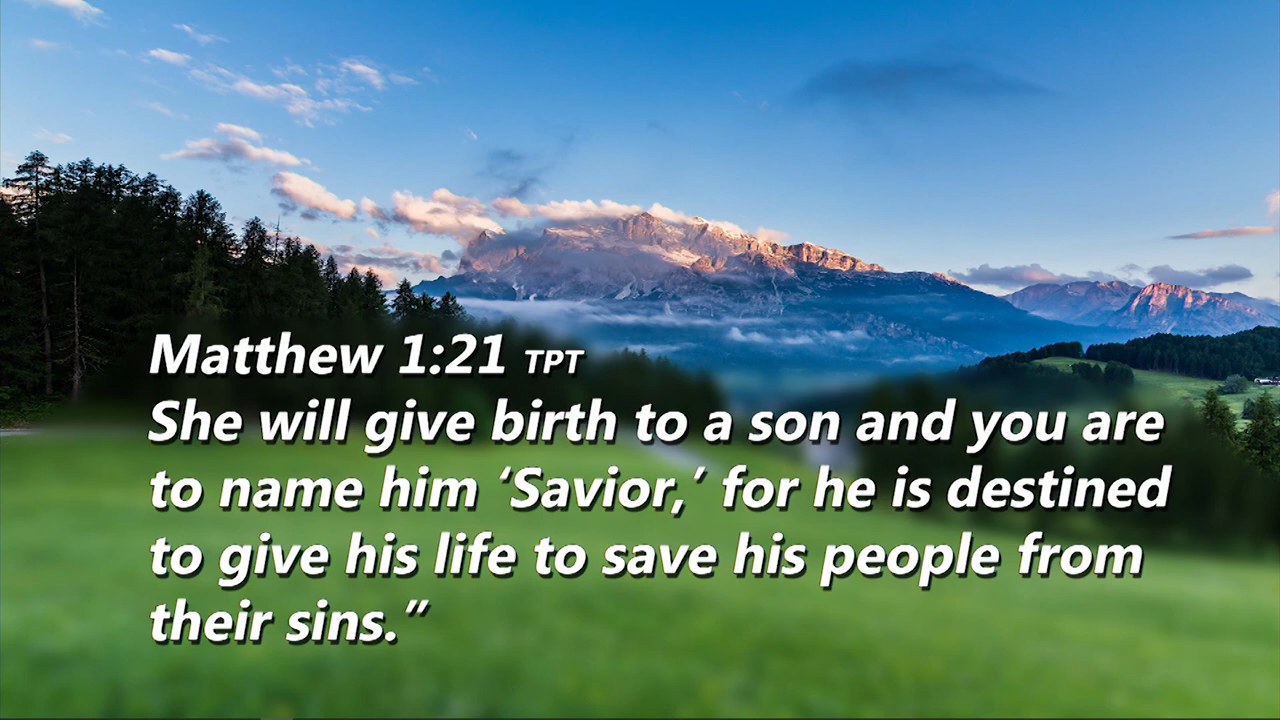 Matthew 1:21 TPT
She will give birth to a son and you are
to name him ‘Savior,’ for he is destined
to give his life to save his people from
their sins.”